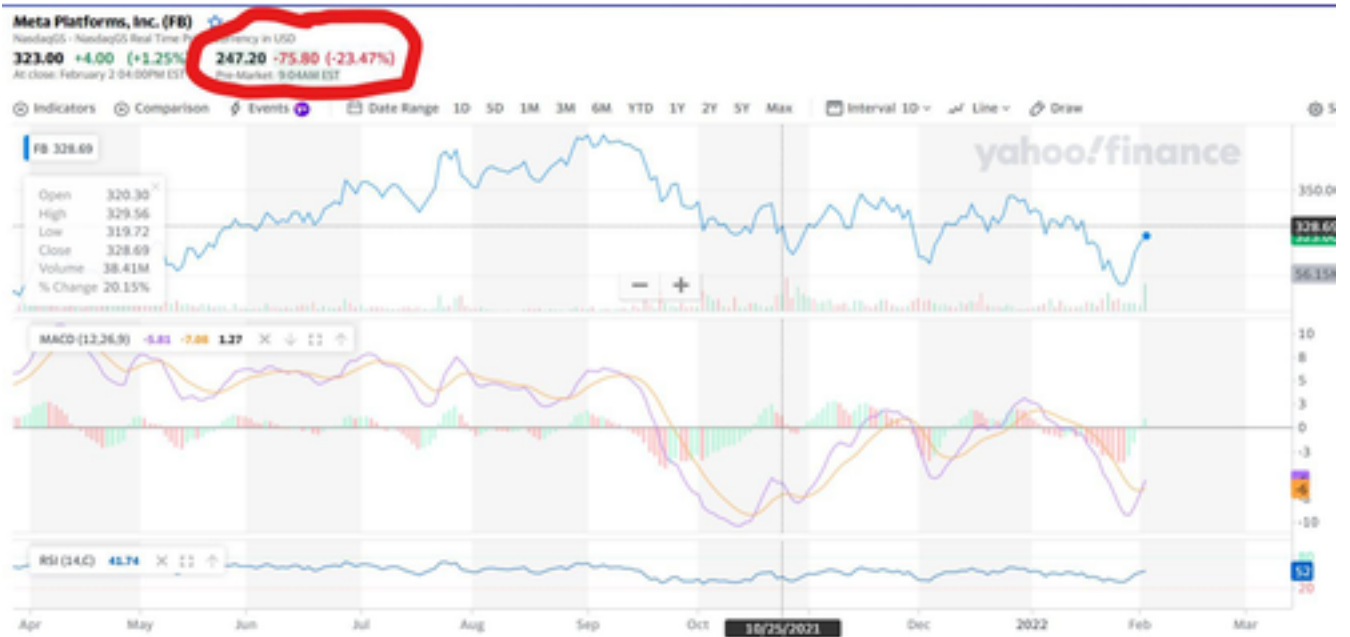 Meta Platforms, Inc. (FB)
NasdaqGS - NasdaqGS Real Time Currency in USD
323.00 +4.00 (+1.25% 247.20 -75.80 (-23.47%)
At close: February 2 04:00PM EST Pre-Market: 9:04AM EST
Indicators Comparison Events Date Range 1D 5D 1M 3M 6M YTD 1Y 2Y 5Y Max Interval 1D Line Draw
FB 328.69
yahoo!finance
Open 320.30
High 329.56
Low 319.72
Close 328.69
Volume 38.41M
% Change 20.15%
350.0
328.69
56.15
MACD (12,26,9) -5.81 -7.08 1.27
10
8
5
3
0
-3
-6
-10
RSI (14,C) 41.74
80
52
20
Apr May Jun Jul Aug Sep Oct 10/25/2021 Dec 2022 Feb Mar